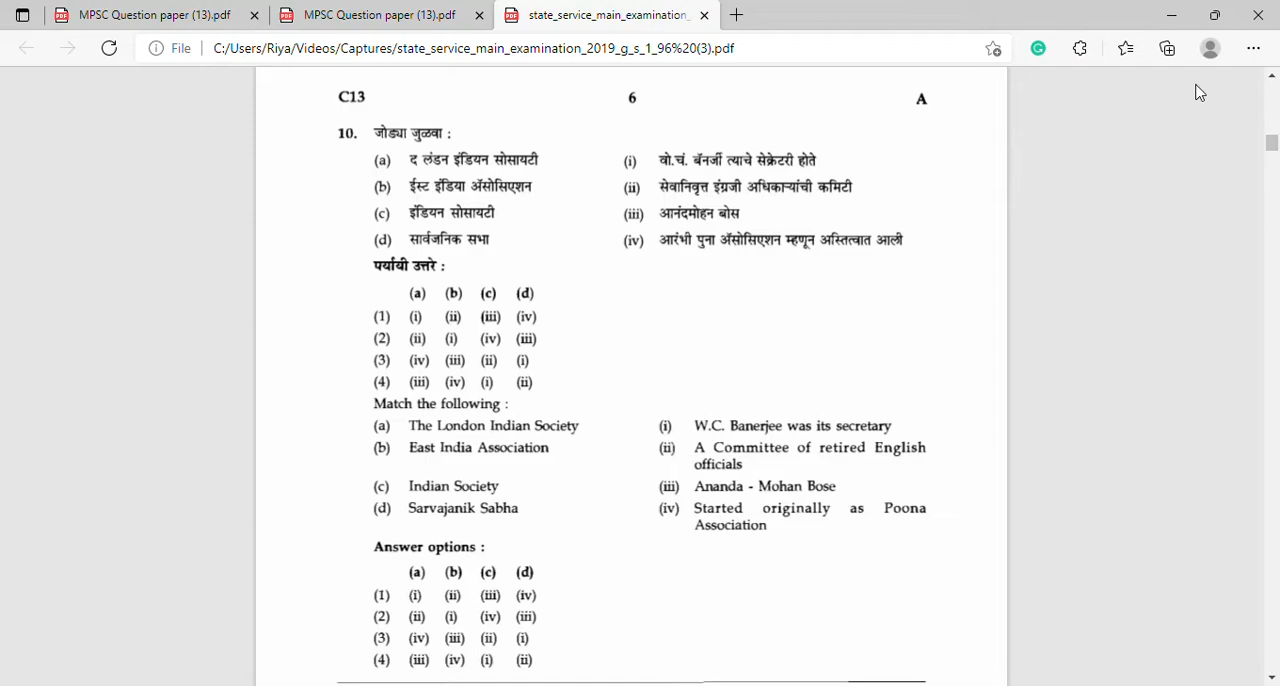 MPSC Question paper (13).pdf
MPSC Question paper (13).pdf
state_service_main_examination_
File
C:/Users/Riya/Videos/Captures/state_service_main_examination_2019_g_s_1_96%20(3).pdf
C13 6 A
10. जोड्या जुळवा :
(a) द लंडन इंडियन सोसायटी (i) वो.चं. बॅनर्जी त्याचे सेक्रेटरी होते
(b) ईस्ट इंडिया ॲसोसिएशन (ii) सेवानिवृत्त इंग्रजी अधिकाऱ्यांची कमिटी
(c) इंडियन सोसायटी (iii) आनंदमोहन बोस
(d) सार्वजनिक सभा (iv) आरंभी पुना ॲसोसिएशन म्हणून अस्तित्वात आली
पर्यायी उत्तरे :
(a) (b) (c) (d)
(1) (i) (ii) (iii) (iv)
(2) (ii) (i) (iv) (iii)
(3) (iv) (iii) (ii) (i)
(4) (iii) (iv) (i) (ii)
Match the following :
(a) The London Indian Society (i) W.C. Banerjee was its secretary
(b) East India Association (ii) A Committee of retired English
officials
(c) Indian Society (iii) Ananda - Mohan Bose
(d) Sarvajanik Sabha (iv) Started originally as Poona
Association
Answer options :
(a) (b) (c) (d)
(1) (i) (ii) (iii) (iv)
(2) (ii) (i) (iv) (iii)
(3) (iv) (iii) (ii) (i)
(4) (iii) (iv) (i) (ii)